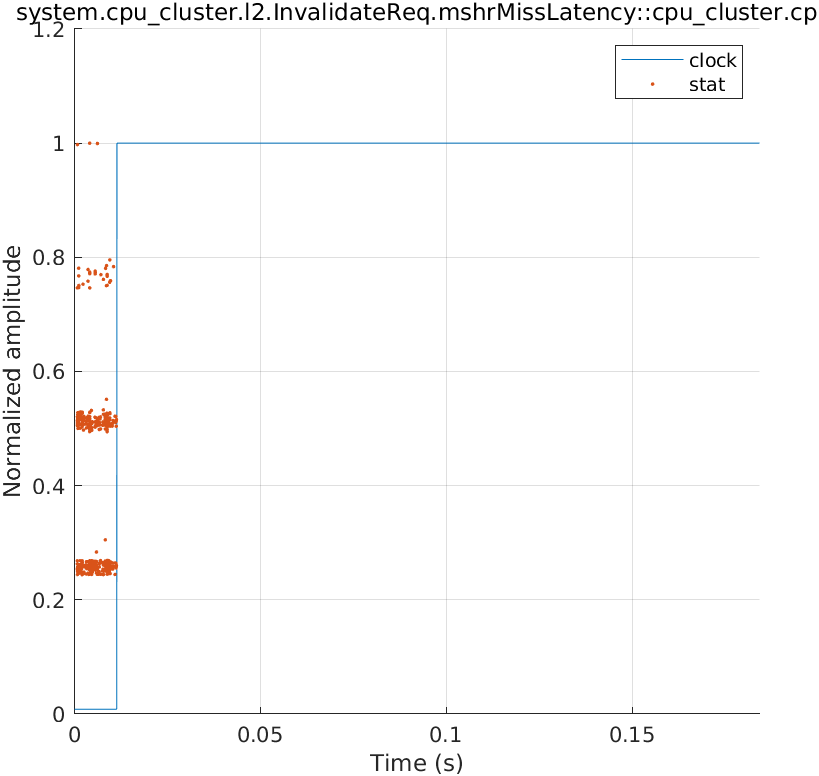 system.cpu_cluster.l2.InvalidateReq.mshrMissLatency::cpu_cluster.cp
1.2
clock
stat
1
0.8
0.6
0.4
0.2
0
Normalized amplitude
0
0.05
0.1
0.15
Time (s)